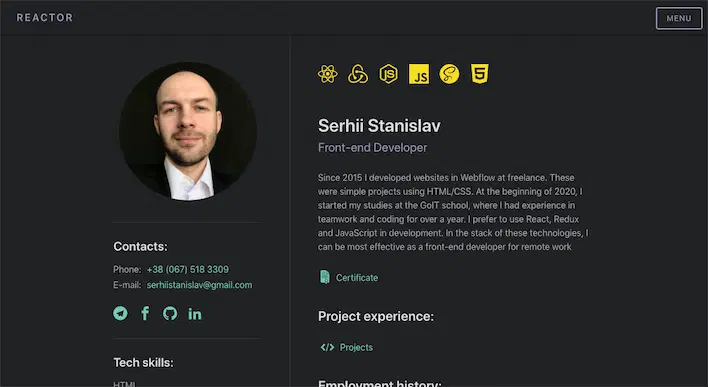 REACTOR
MENU
JS
JS
5
Serhii Stanislav
Front-end Developer
Since 2015 I developed websites in Webflow at freelance. These
were simple projects using HTML/CSS. At the beginning of 2020, I
started my studies at the GoIT school, where I had experience in
teamwork and coding for over a year. I prefer to use React, Redux
and JavaScript in development. In the stack of these technologies, I
can be most effective as a front-end developer for remote work
Certificate
Project experience:
Projects
Employment history:
Contacts:
Phone: +38 (067) 518 3309
E-mail: serhiistanislav@gmail.com
Tech skills:
HTML